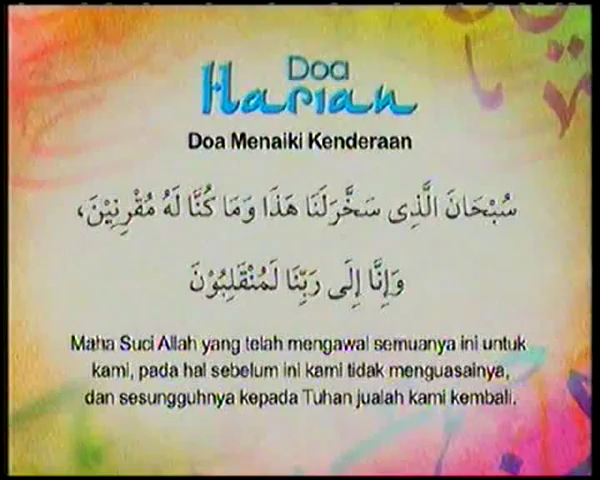 Doa
Harian
Doa Menaiki Kenderaan
سُبْحَانَ الَّذِى سَخَّرَلَنَا هَذَا وَمَا كُنَّا لَهُ مُقْرِنِيْنَ،
وَإِنَّا إِلَى رَبِّنَا لَمُنْقَلِبُوْنَ
Maha Suci Allah yang telah mengawal semuanya ini untuk
kami, pada hal sebelum ini kami tidak menguasainya,
dan sesungguhnya kepada Tuhan jualah kami kembali.